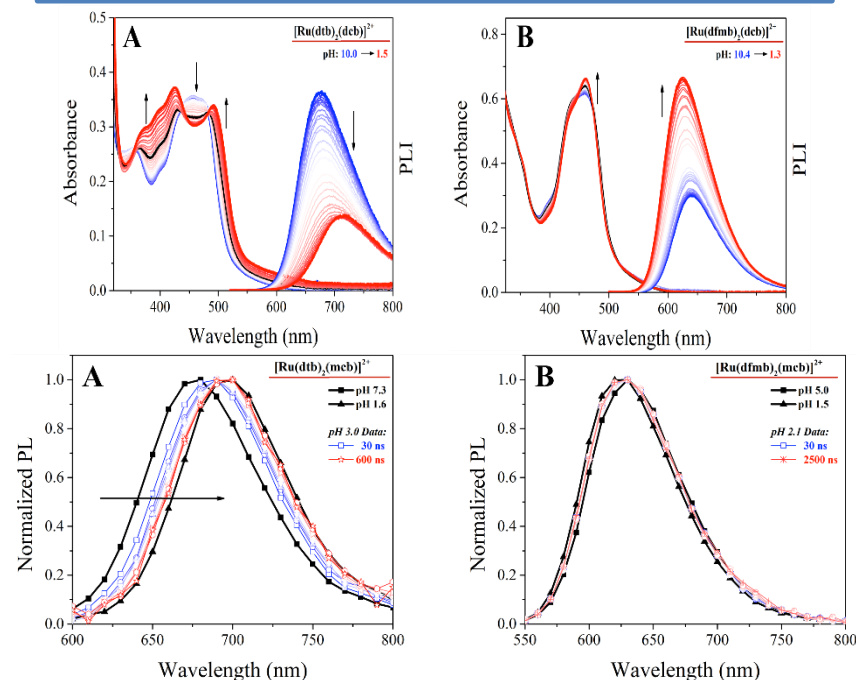 A
[Ru(dtb)₂(dcb)]²⁺
pH: 10.0 → 1.5
0.5
0.4
0.3
0.2
0.1
0.0
Absorbance
PLI
400 500 600 700 800
Wavelength (nm)
B
[Ru(dfmb)₂(dcb)]²⁻
pH: 10.4 → 1.3
0.8
0.6
0.4
0.2
0.0
Absorbance
PLI
400 500 600 700 800
Wavelength (nm)
A
[Ru(dtb)₂(mcb)]²⁺
pH 7.3
pH 1.6
pH 3.0 Data:
30 ns
600 ns
1.0
0.8
0.6
0.4
0.2
0.0
Normalized PL
600 650 700 750 800
Wavelength (nm)
B
[Ru(dfmb)₂(mcb)]²⁺
pH 5.0
pH 1.5
pH 2.1 Data:
30 ns
2500 ns
1.0
0.8
0.6
0.4
0.2
0.0
Normalized PL
550 600 650 700 750 800
Wavelength (nm)